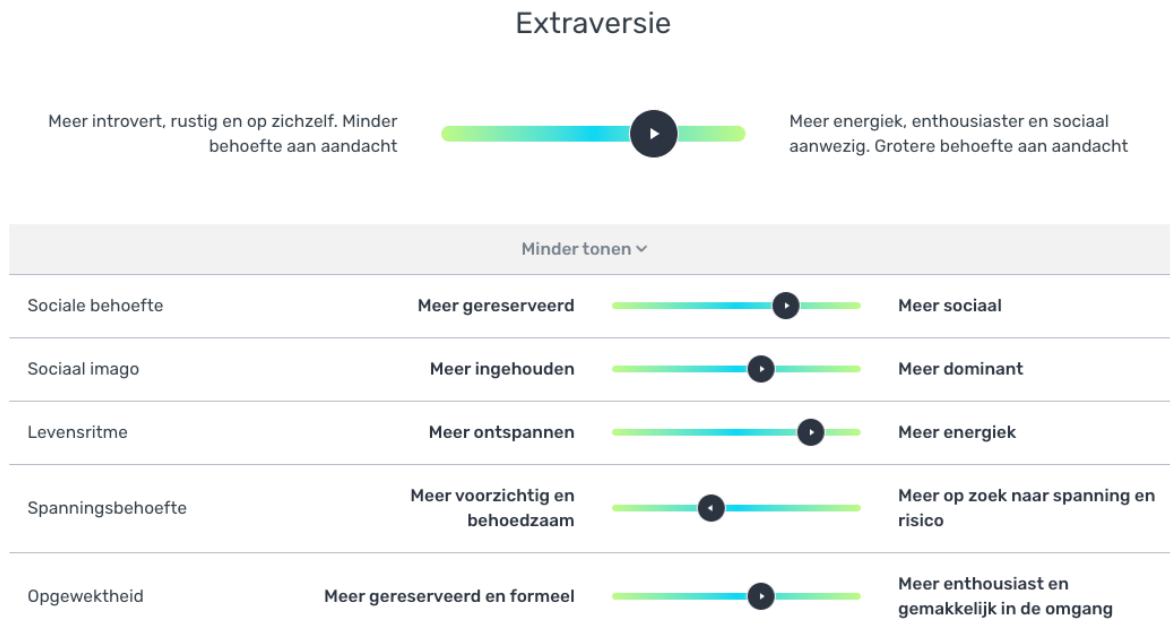 Extraversie
Meer introvert, rustig en op zichzelf. Minder
behoefte aan aandacht
Meer energiek, enthousiaster en sociaal
aanwezig. Grotere behoefte aan aandacht
Minder tonen
Sociale behoefte
Meer gereserveerd
Meer sociaal
Sociaal imago
Meer ingehouden
Meer dominant
Levensritme
Meer ontspannen
Meer energiek
Spanningsbehoefte
Meer voorzichtig en
behoedzaam
Meer op zoek naar spanning en
risico
Opgewektheid
Meer gereserveerd en formeel
Meer enthousiast en
gemakkelijk in de omgang